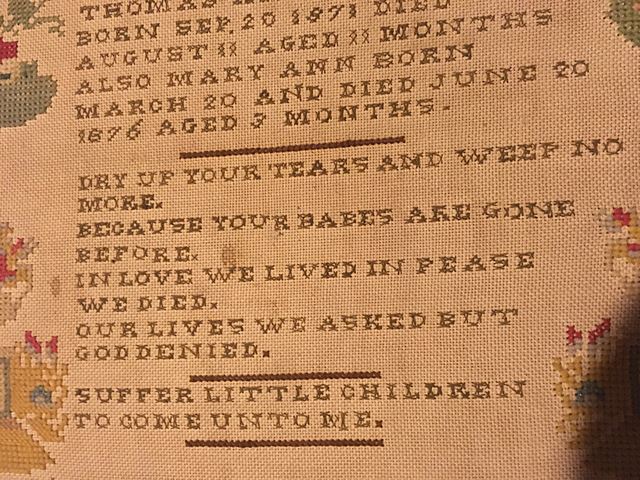 THOMAS
BORN SEP. 20 1871 DIED
AUGUST 11 AGED 11 MONTHS
ALSO MARY ANN BORN
MARCH 20 AND DIED JUNE 20
1876 AGED 3 MONTHS.
DRY UP YOUR TEARS AND WEEP NO
MORE.
BECAUSE YOUR BABES ARE GONE
BEFORE.
IN LOVE WE LIVED IN PEASE
WE DIED.
OUR LIVES WE ASKED BUT
GOD DENIED.
SUFFER LITTLE CHILDREN
TO COME UNTO ME.